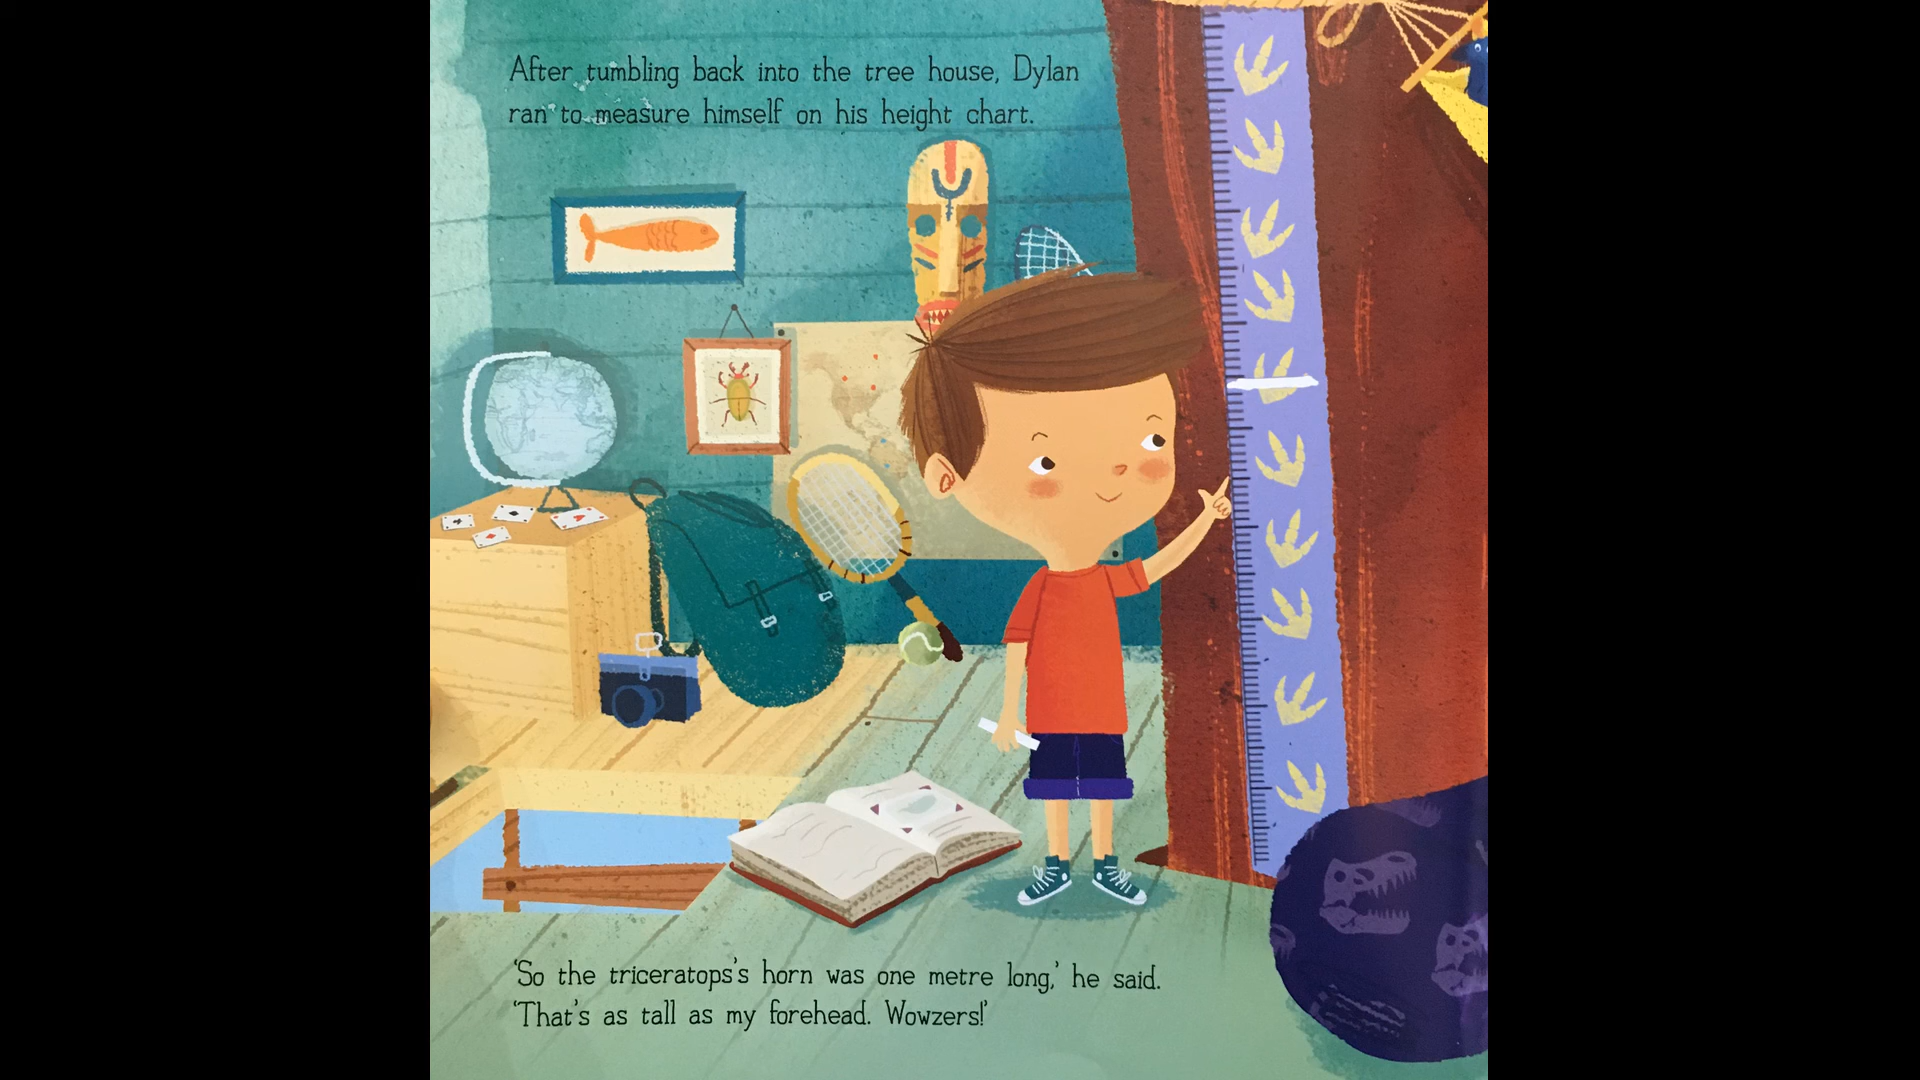 After tumbling back into the tree house, Dylan
ran to measure himself on his height chart.
‘So the triceratops’s horn was one metre long,’ he said.
‘That’s as tall as my forehead. Wowzers!’